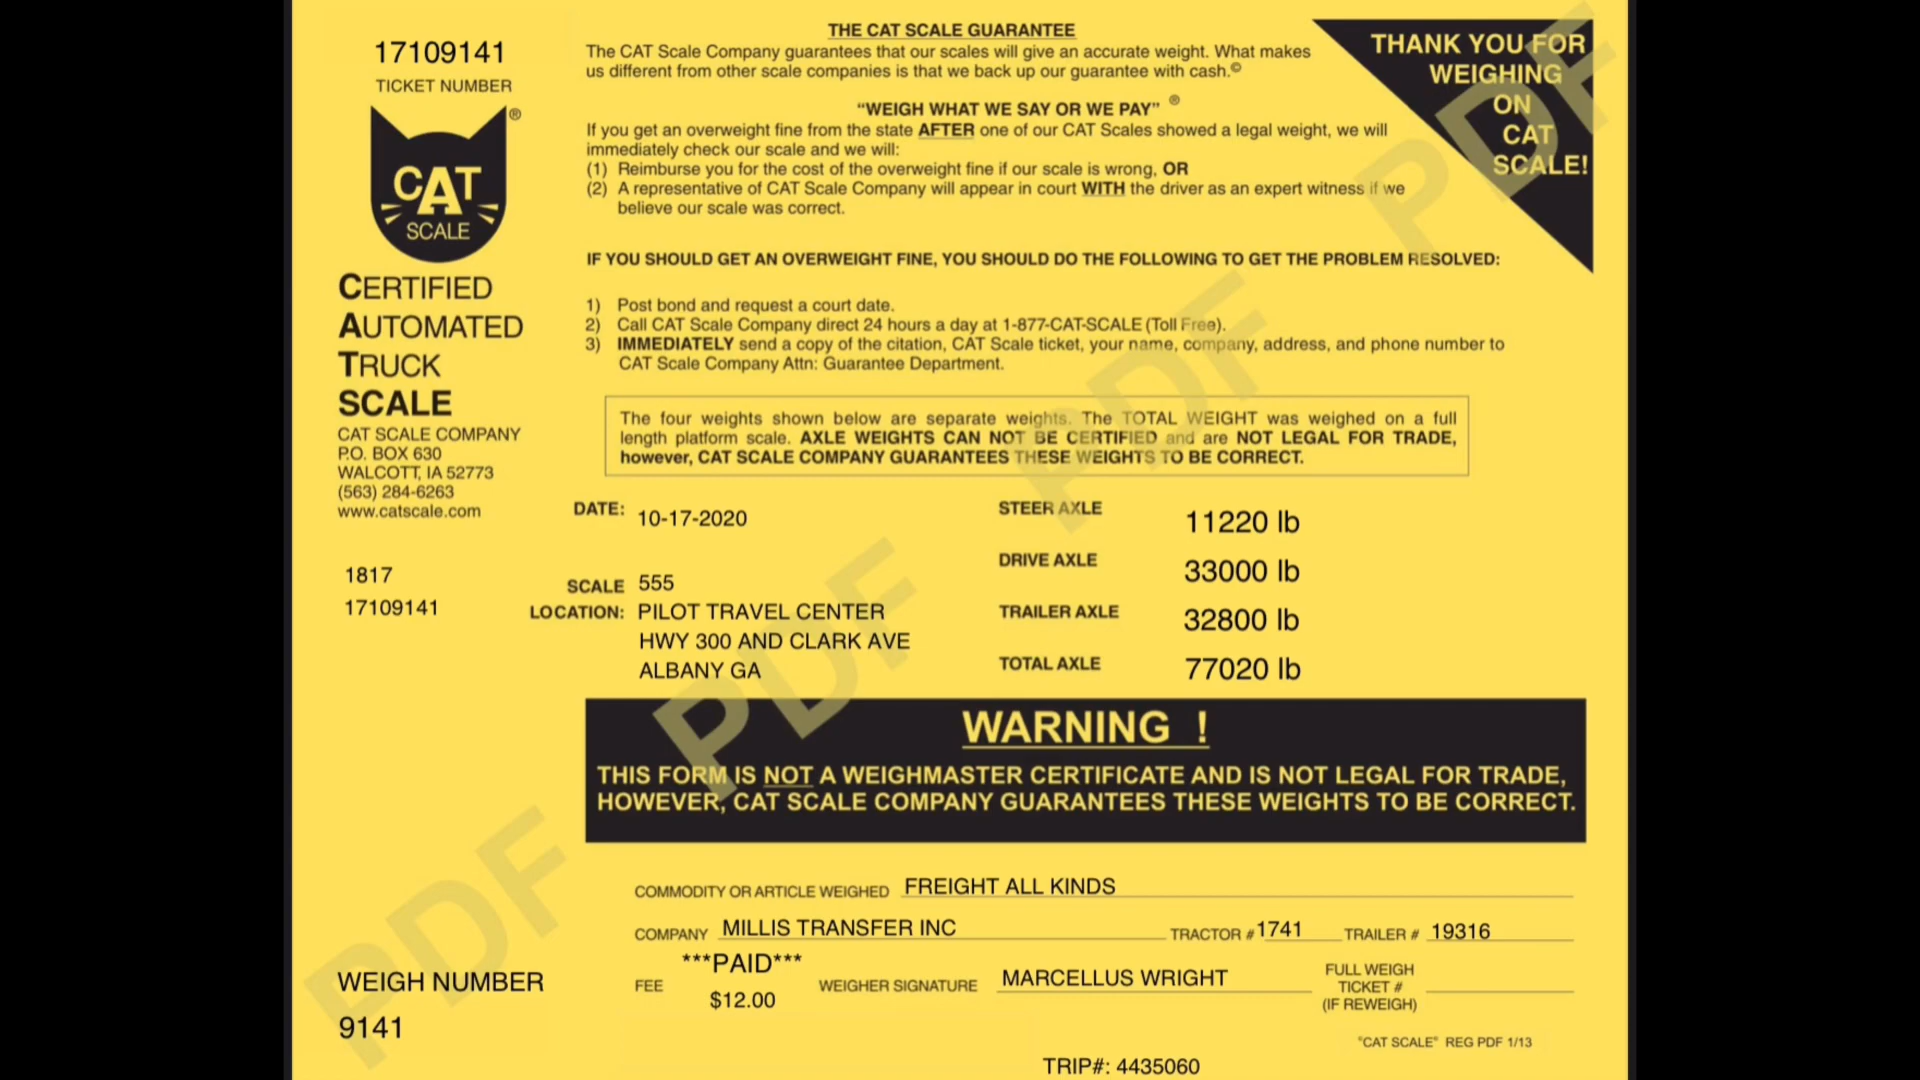 17109141
TICKET NUMBER
CAT
SCALE
®
CERTIFIED
AUTOMATED
TRUCK
SCALE
CAT SCALE COMPANY
P.O. BOX 630
WALCOTT, IA 52773
(563) 284-6263
www.catscale.com
1817
17109141
THE CAT SCALE GUARANTEE
The CAT Scale Company guarantees that our scales will give an accurate weight. What makes
us different from other scale companies is that we back up our guarantee with cash.©
“WEIGH WHAT WE SAY OR WE PAY” ®
If you get an overweight fine from the state AFTER one of our CAT Scales showed a legal weight, we will
immediately check our scale and we will:
(1) Reimburse you for the cost of the overweight fine if our scale is wrong, OR
(2) A representative of CAT Scale Company will appear in court WITH the driver as an expert witness if we
believe our scale was correct.
THANK YOU FOR
WEIGHING
ON
CAT
SCALE!
IF YOU SHOULD GET AN OVERWEIGHT FINE, YOU SHOULD DO THE FOLLOWING TO GET THE PROBLEM RESOLVED:
1) Post bond and request a court date.
2) Call CAT Scale Company direct 24 hours a day at 1-877-CAT-SCALE (Toll Free).
3) IMMEDIATELY send a copy of the citation, CAT Scale ticket, your name, company, address, and phone number to
CAT Scale Company Attn: Guarantee Department.
The four weights shown below are separate weights. The TOTAL WEIGHT was weighed on a full
length platform scale. AXLE WEIGHTS CAN NOT BE CERTIFIED and are NOT LEGAL FOR TRADE,
however, CAT SCALE COMPANY GUARANTEES THESE WEIGHTS TO BE CORRECT.
DATE: 10-17-2020
SCALE 555
LOCATION: PILOT TRAVEL CENTER
HWY 300 AND CLARK AVE
ALBANY GA
STEER AXLE 11220 lb
DRIVE AXLE 33000 lb
TRAILER AXLE 32800 lb
TOTAL AXLE 77020 lb
WARNING !
THIS FORM IS NOT A WEIGHMASTER CERTIFICATE AND IS NOT LEGAL FOR TRADE,
HOWEVER, CAT SCALE COMPANY GUARANTEES THESE WEIGHTS TO BE CORRECT.
COMMODITY OR ARTICLE WEIGHED FREIGHT ALL KINDS
COMPANY MILLIS TRANSFER INC TRACTOR # 1741 TRAILER # 19316
***PAID***
FEE $12.00 WEIGHER SIGNATURE MARCELLUS WRIGHT
FULL WEIGH
TICKET #
(IF REWEIGH)
WEIGH NUMBER
9141
"CAT SCALE" REG PDF 1/13
TRIP#: 4435060
PDF
PDF
PDF
PDF